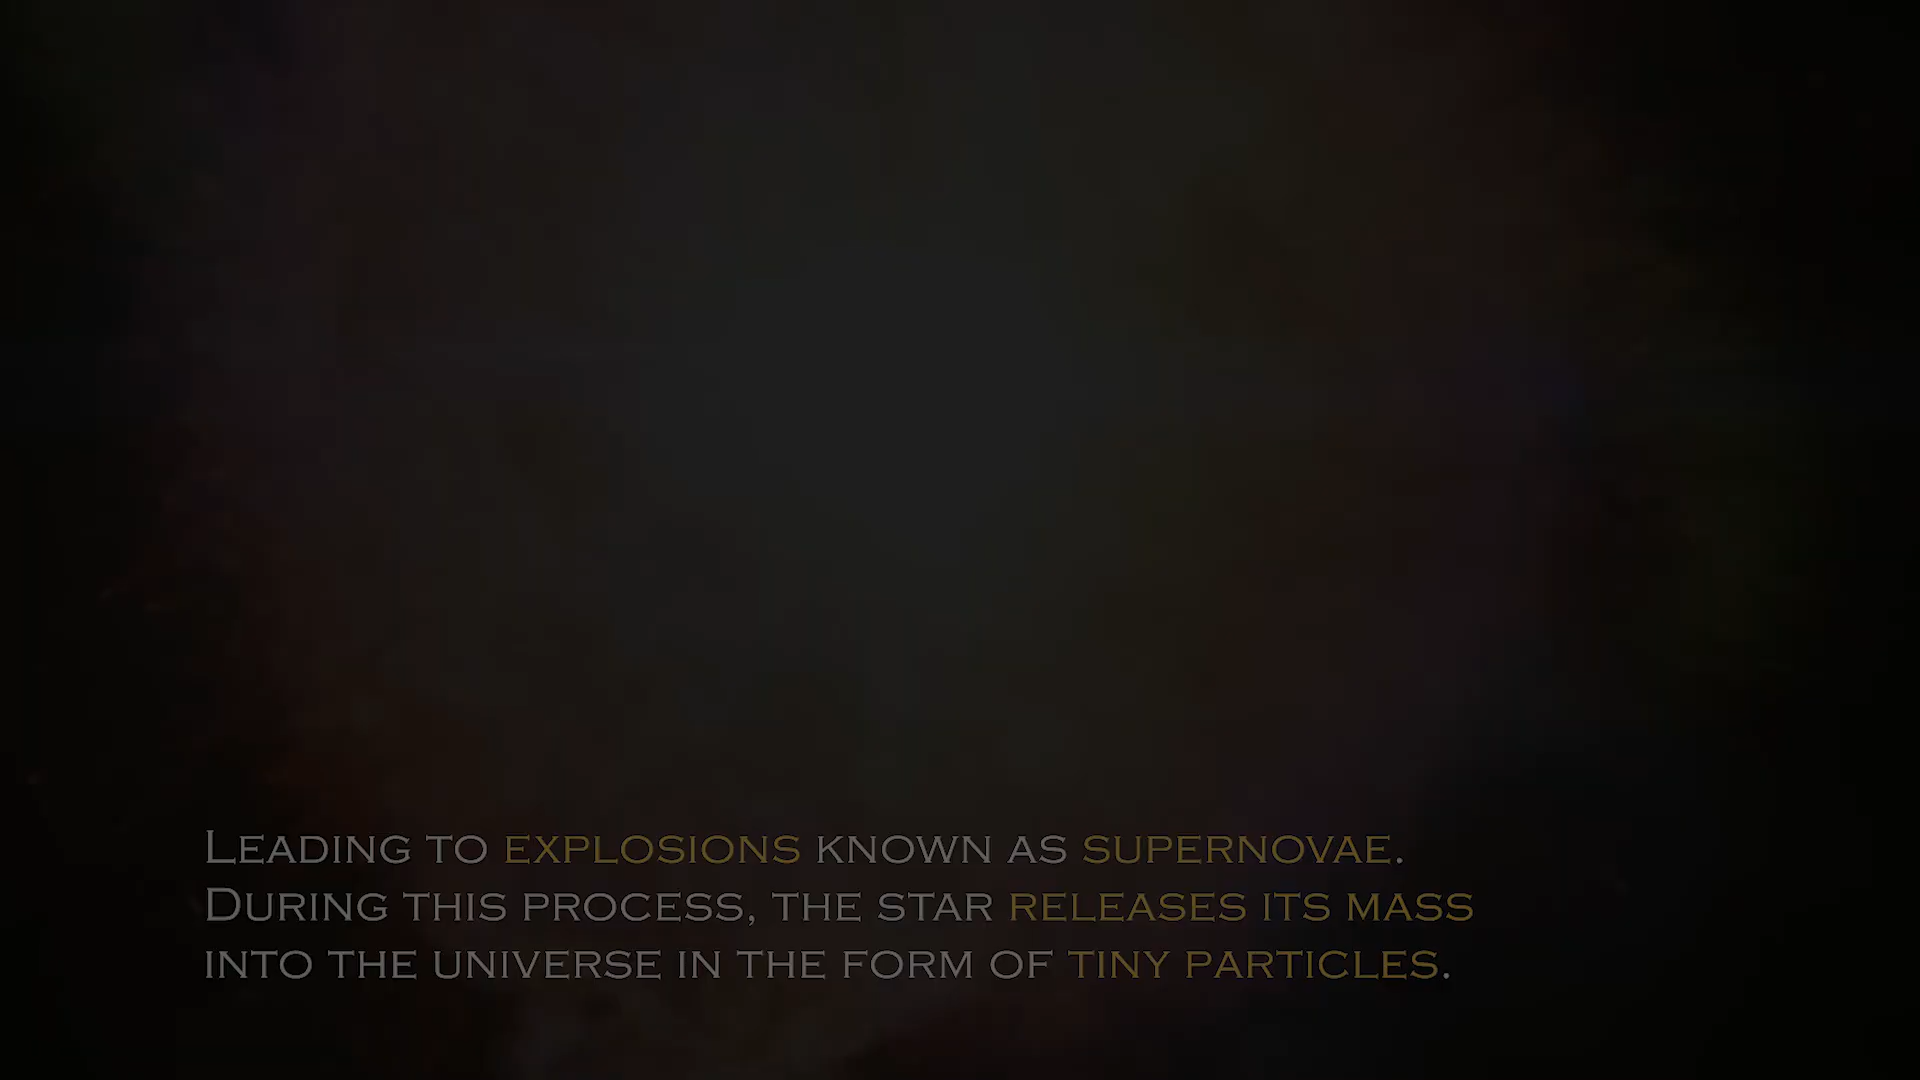 Leading to explosions known as supernovae.
During this process, the star releases its mass
into the universe in the form of tiny particles.